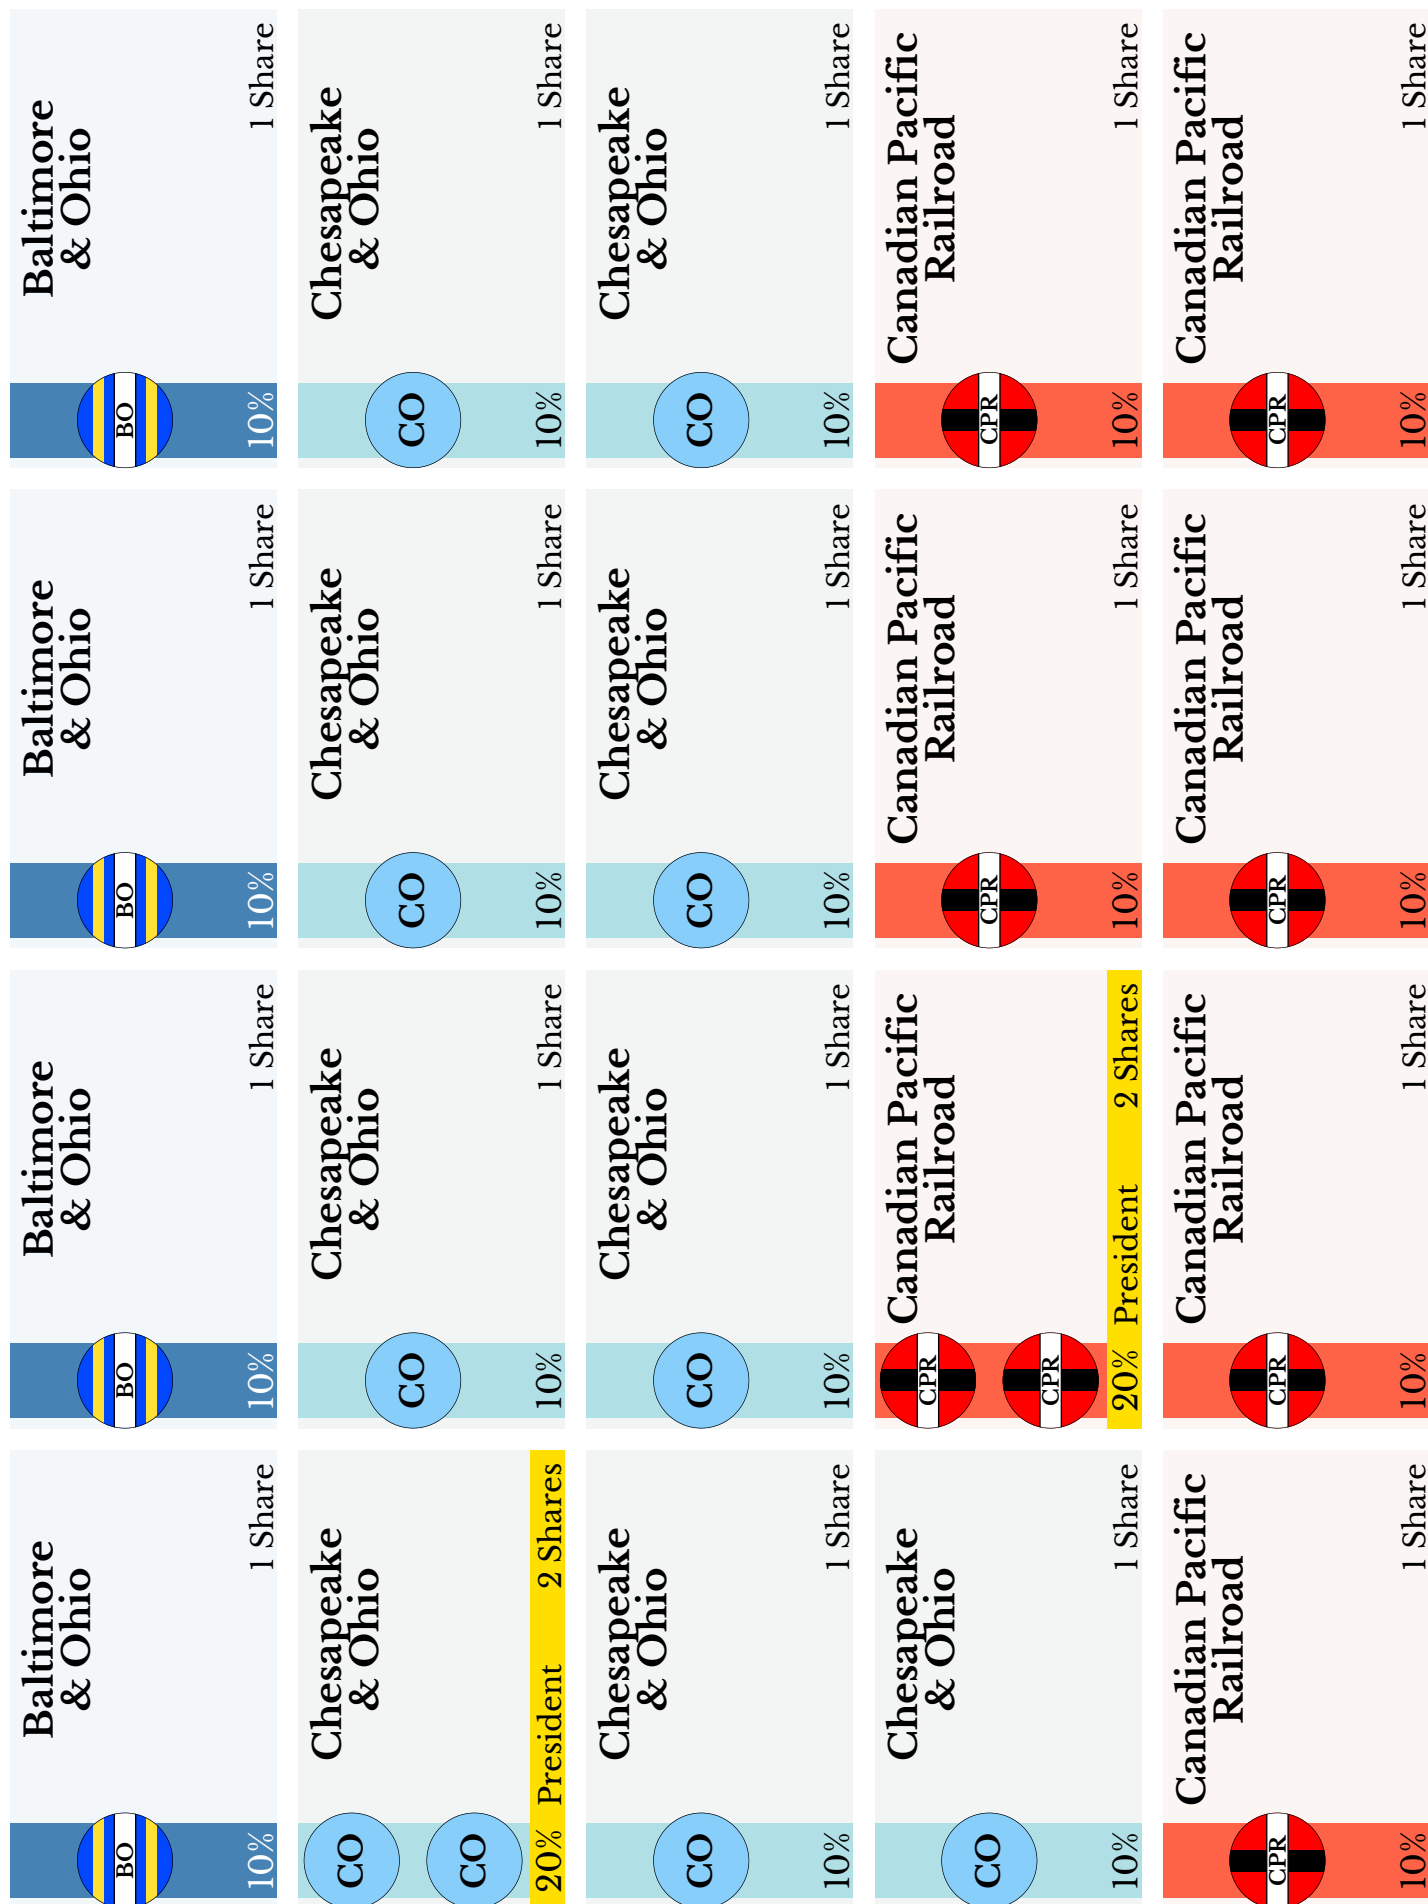 Baltimore
& Ohio
1 Share
BO
10%
Chesapeake
& Ohio
1 Share
CO
10%
Chesapeake
& Ohio
1 Share
CO
10%
Canadian Pacific
Railroad
1 Share
CPR
10%
Canadian Pacific
Railroad
1 Share
CPR
10%
Baltimore
& Ohio
1 Share
BO
10%
Chesapeake
& Ohio
1 Share
CO
10%
Chesapeake
& Ohio
1 Share
CO
10%
Canadian Pacific
Railroad
1 Share
CPR
10%
Canadian Pacific
Railroad
1 Share
CPR
10%
Baltimore
& Ohio
1 Share
BO
10%
Chesapeake
& Ohio
1 Share
CO
10%
Chesapeake
& Ohio
1 Share
CO
10%
Canadian Pacific
Railroad
CPR
CPR
20% President 2 Shares
Canadian Pacific
Railroad
1 Share
CPR
10%
Baltimore
& Ohio
1 Share
BO
10%
Chesapeake
& Ohio
CO
CO
20% President 2 Shares
Chesapeake
& Ohio
1 Share
CO
10%
Chesapeake
& Ohio
1 Share
CO
10%
Canadian Pacific
Railroad
1 Share
CPR
10%